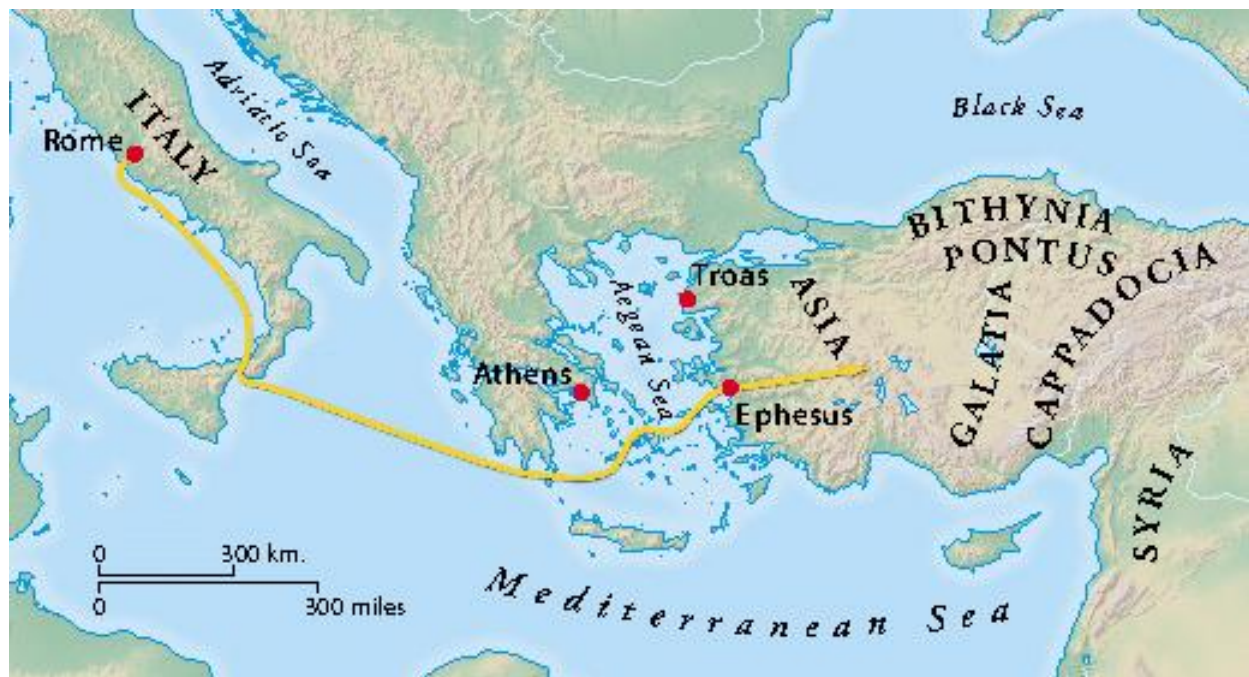 Adriatic Sea
ITALY
Rome
Black Sea
BITHYNIA
PONTUS
CAPPADOCIA
GALATIA
ASIA
Troas
Aegean Sea
Athens
Ephesus
SYRIA
0 300 km.
0 300 miles
Mediterranean Sea